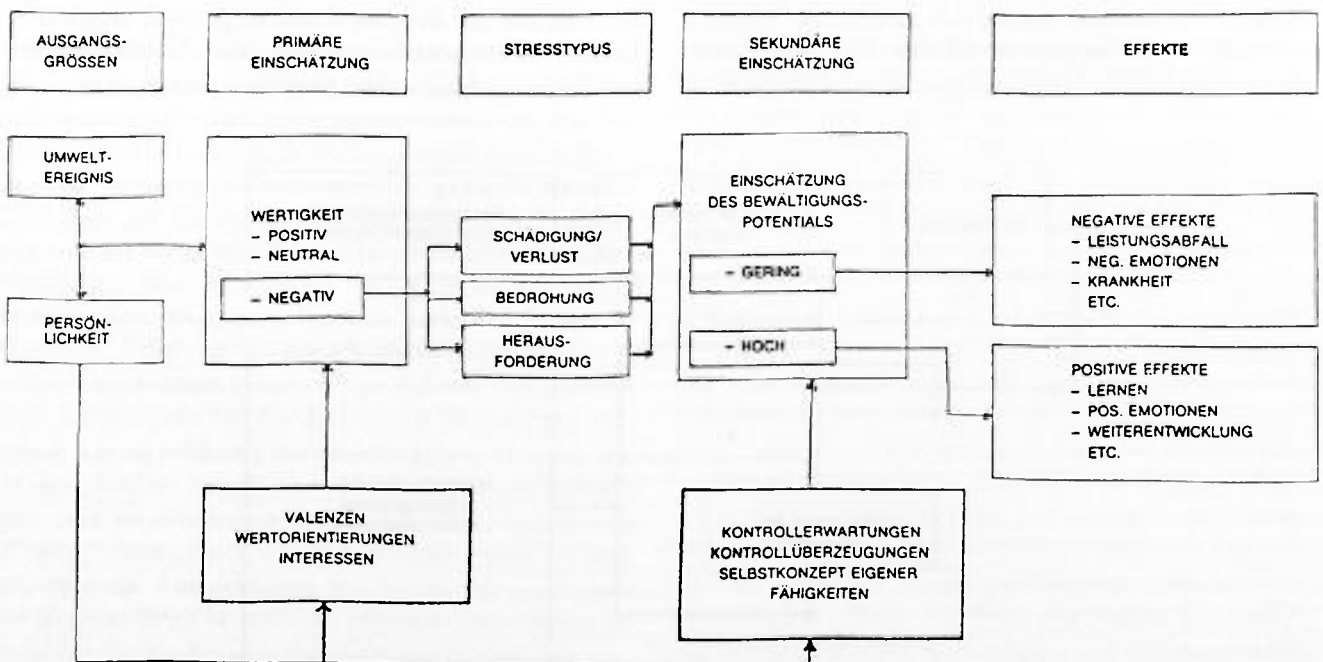 AUSGANGS-
GRÖSSEN
PRIMÄRE
EINSCHÄTZUNG
STRESSTYPUS
SEKUNDÄRE
EINSCHÄTZUNG
EFFEKTE
UMWELT-
EREIGNIS
PERSÖN-
LICHKEIT
WERTIGKEIT
– POSITIV
– NEUTRAL
– NEGATIV
SCHÄDIGUNG/
VERLUST
BEDROHUNG
HERAUS-
FORDERUNG
EINSCHÄTZUNG
DES BEWÄLTIGUNGS-
POTENTIALS
– GERING
– HOCH
NEGATIVE EFFEKTE
– LEISTUNGSABFALL
– NEG. EMOTIONEN
– KRANKHEIT
ETC.
POSITIVE EFFEKTE
– LERNEN
– POS. EMOTIONEN
– WEITERENTWICKLUNG
ETC.
VALENZEN
WERTORIENTIERUNGEN
INTERESSEN
KONTROLLERWARTUNGEN
KONTROLLÜBERZEUGUNGEN
SELBSTKONZEPT EIGENER
FÄHIGKEITEN